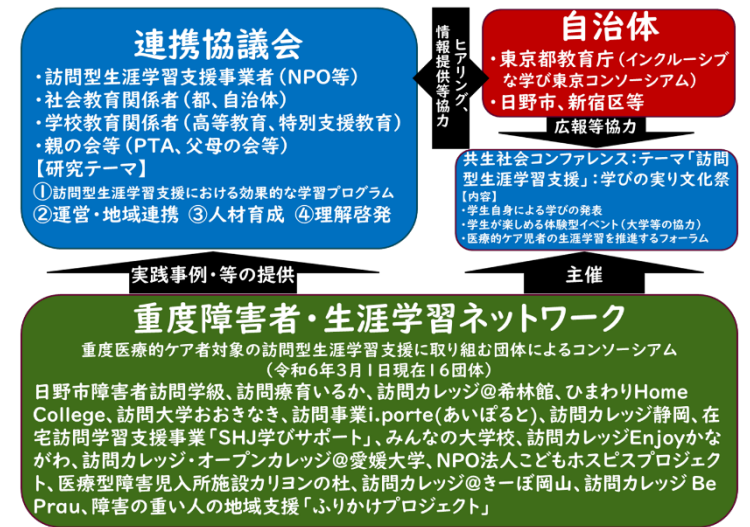 連携協議会
・訪問型生涯学習支援事業者(NPO等)
・社会教育関係者(都、自治体)
・学校教育関係者(高等教育、特別支援教育)
・親の会等(PTA、父母の会等)
【研究テーマ】
①訪問型生涯学習支援における効果的な学習プログラム
②運営・地域連携 ③人材育成 ④理解啓発
ヒアリング、
情報提供等協力
自治体
・東京都教育庁(インクルーシブ
な学び東京コンソーシアム)
・日野市、新宿区等
広報等協力
共生社会コンファレンス:テーマ「訪問
型生涯学習支援」:学びの実り文化祭
【内容】
・学生自身による学びの発表
・学生が楽しめる体験型イベント(大学等の協力)
・医療的ケア児者の生涯学習を推進するフォーラム
実践事例・等の提供
主催
重度障害者・生涯学習ネットワーク
重度医療的ケア者対象の訪問型生涯学習支援に取り組む団体によるコンソーシアム
(令和6年3月1日現在16団体)
日野市障害者訪問学級、訪問療育いるか、訪問カレッジ@希林館、ひまわりHome
College、訪問大学おおきなき、訪問事業i.porte(あいぽると)、訪問カレッジ静岡、在
宅訪問学習支援事業「SHJ学びサポート」、みんなの大学校、訪問カレッジEnjoyかな
がわ、訪問カレッジ・オープンカレッジ@愛媛大学、NPO法人こどもホスピスプロジェク
ト、医療型障害児入所施設カリヨンの杜、訪問カレッジ@きーぼ岡山、訪問カレッジ Be
Prau、障害の重い人の地域支援「ふりかけプロジェクト」